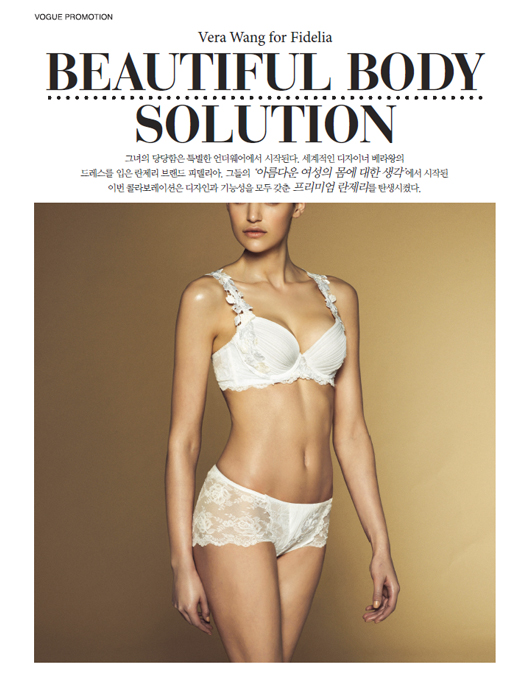 VOGUE PROMOTION
Vera Wang for Fidelia
BEAUTIFUL BODY
SOLUTION
그녀의 당당함은 특별한 언더웨어에서 시작된다. 세계적인 디자이너 베라왕의
드레스를 입은 란제리 브랜드 피델리아. 그들의 ‘아름다운 여성의 몸에 대한 생각’에서 시작된
이번 콜라보레이션은 디자인과 기능성을 모두 갖춘 프리미엄 란제리를 탄생시켰다.